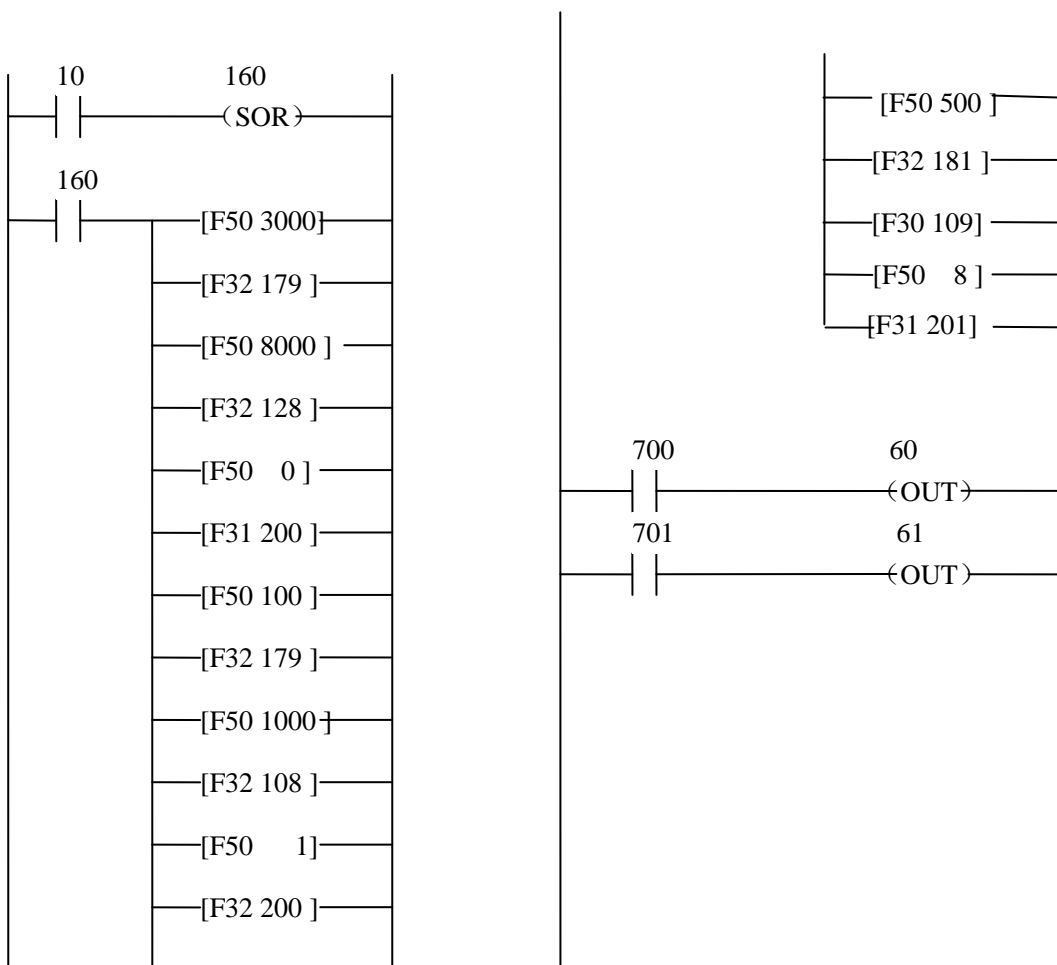 10 160
（SOR）
160
[F50 3000]
[F32 179 ]
[F50 8000 ]
[F32 128 ]
[F50 0 ]
[F31 200 ]
[F50 100 ]
[F32 179 ]
[F50 1000 ]
[F32 108 ]
[F50 1]
[F32 200 ]
[F50 500 ]
[F32 181 ]
[F30 109]
[F50 8 ]
[F31 201]
700 60
（OUT）
701 61
（OUT）